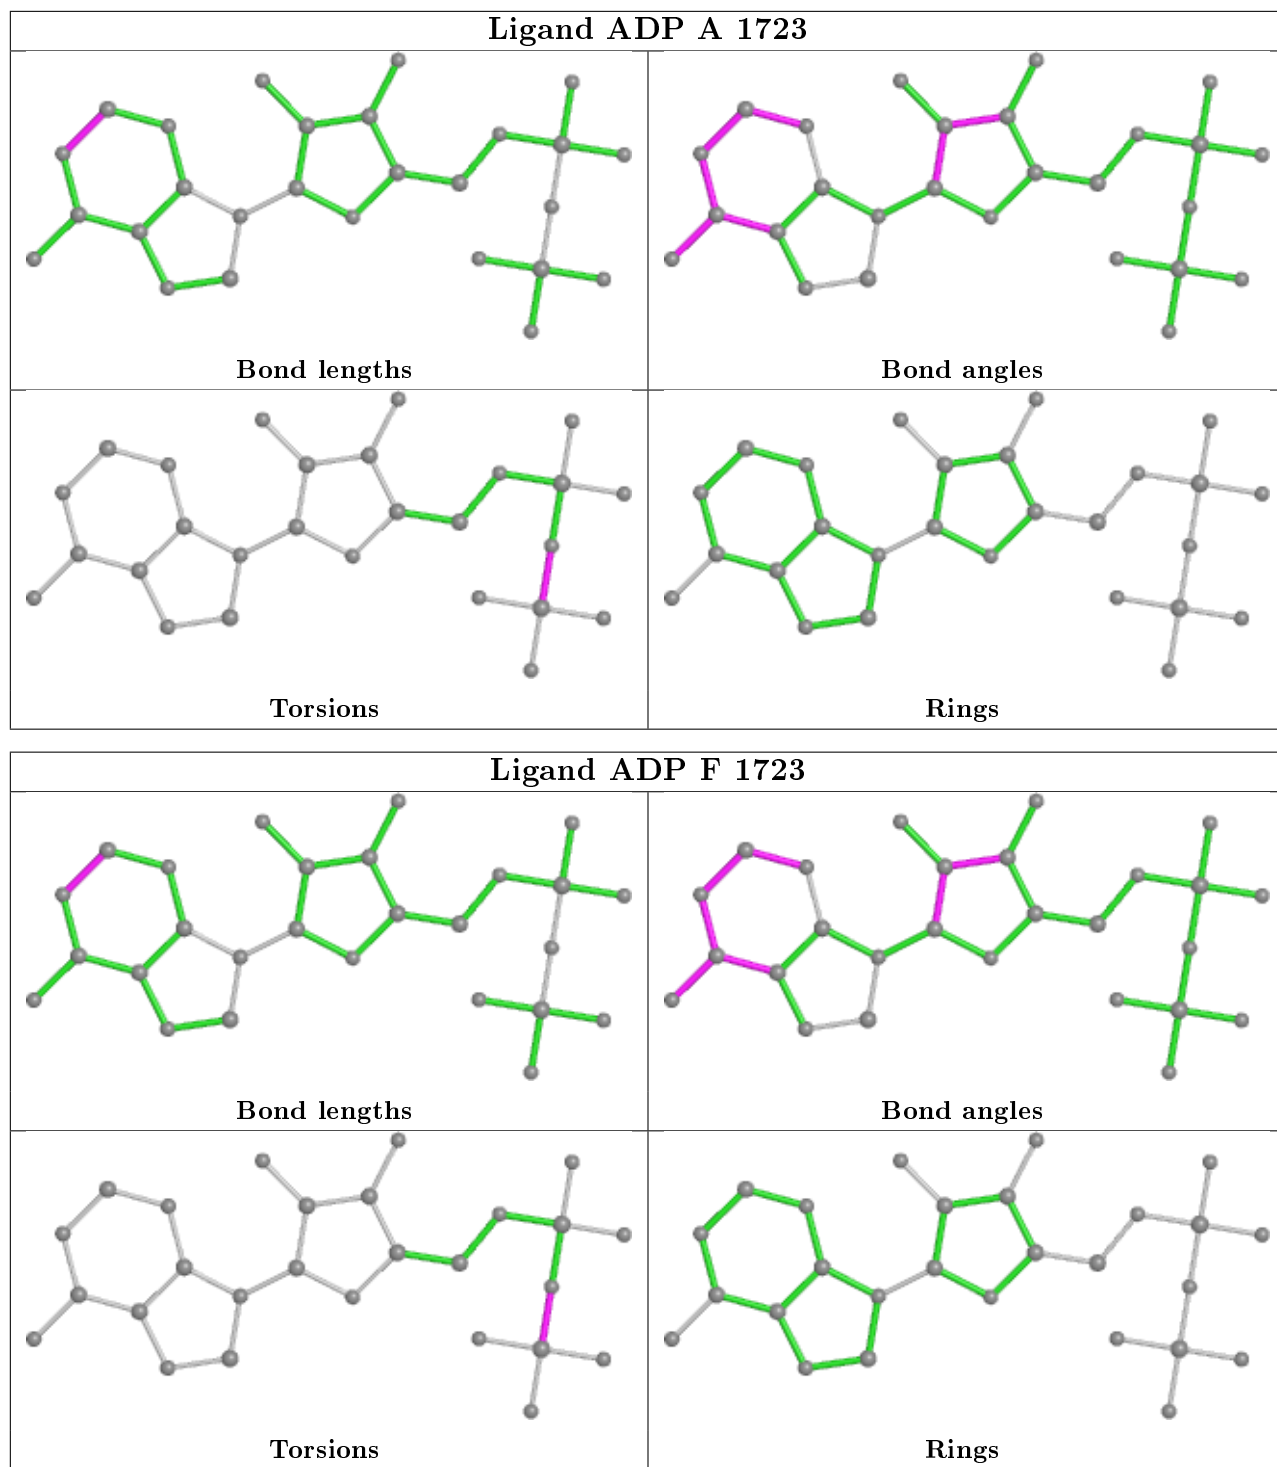 Ligand ADP A 1723
Bond lengths
Bond angles
Torsions
Rings
Ligand ADP F 1723
Bond lengths
Bond angles
Torsions
Rings